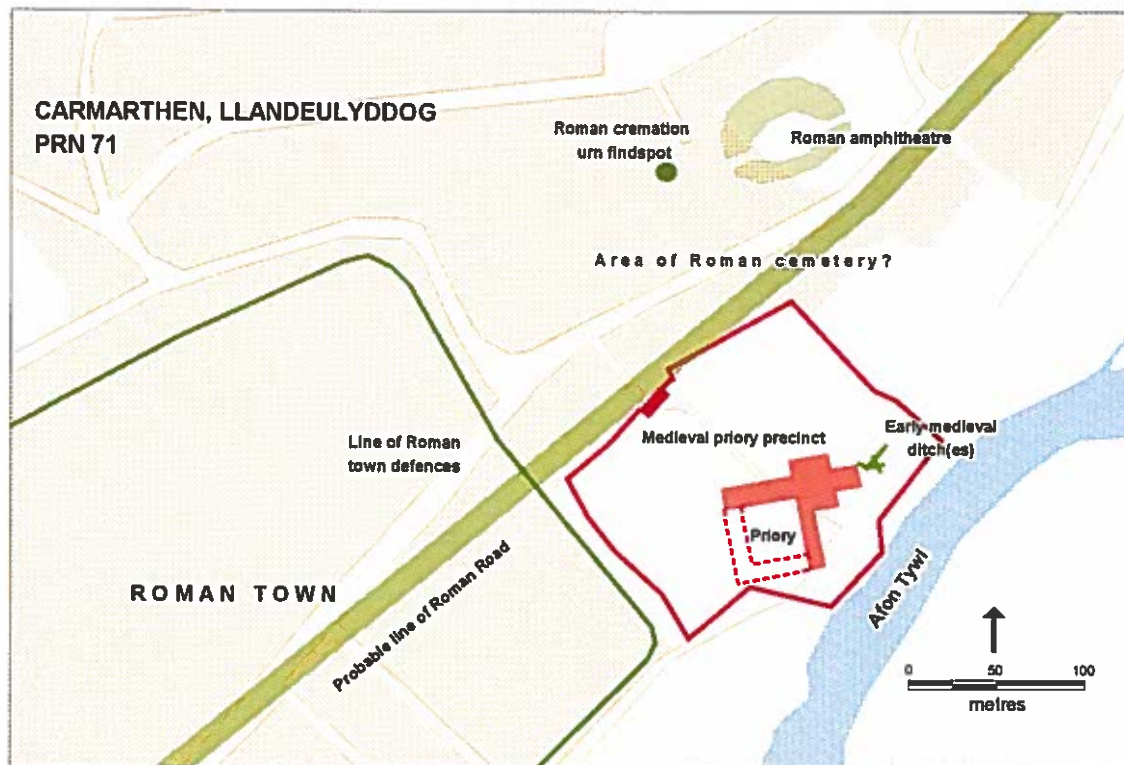 CARMARTHEN, LLANDEULYDDOG
PRN 71
Roman cremation
urn findspot
Roman amphitheatre
Area of Roman cemetery?
Line of Roman
town defences
Medieval priory precinct
Early medieval
ditch(es)
Priory
ROMAN TOWN
Probable line of Roman Road
Afon Tywi
0 50 100
metres